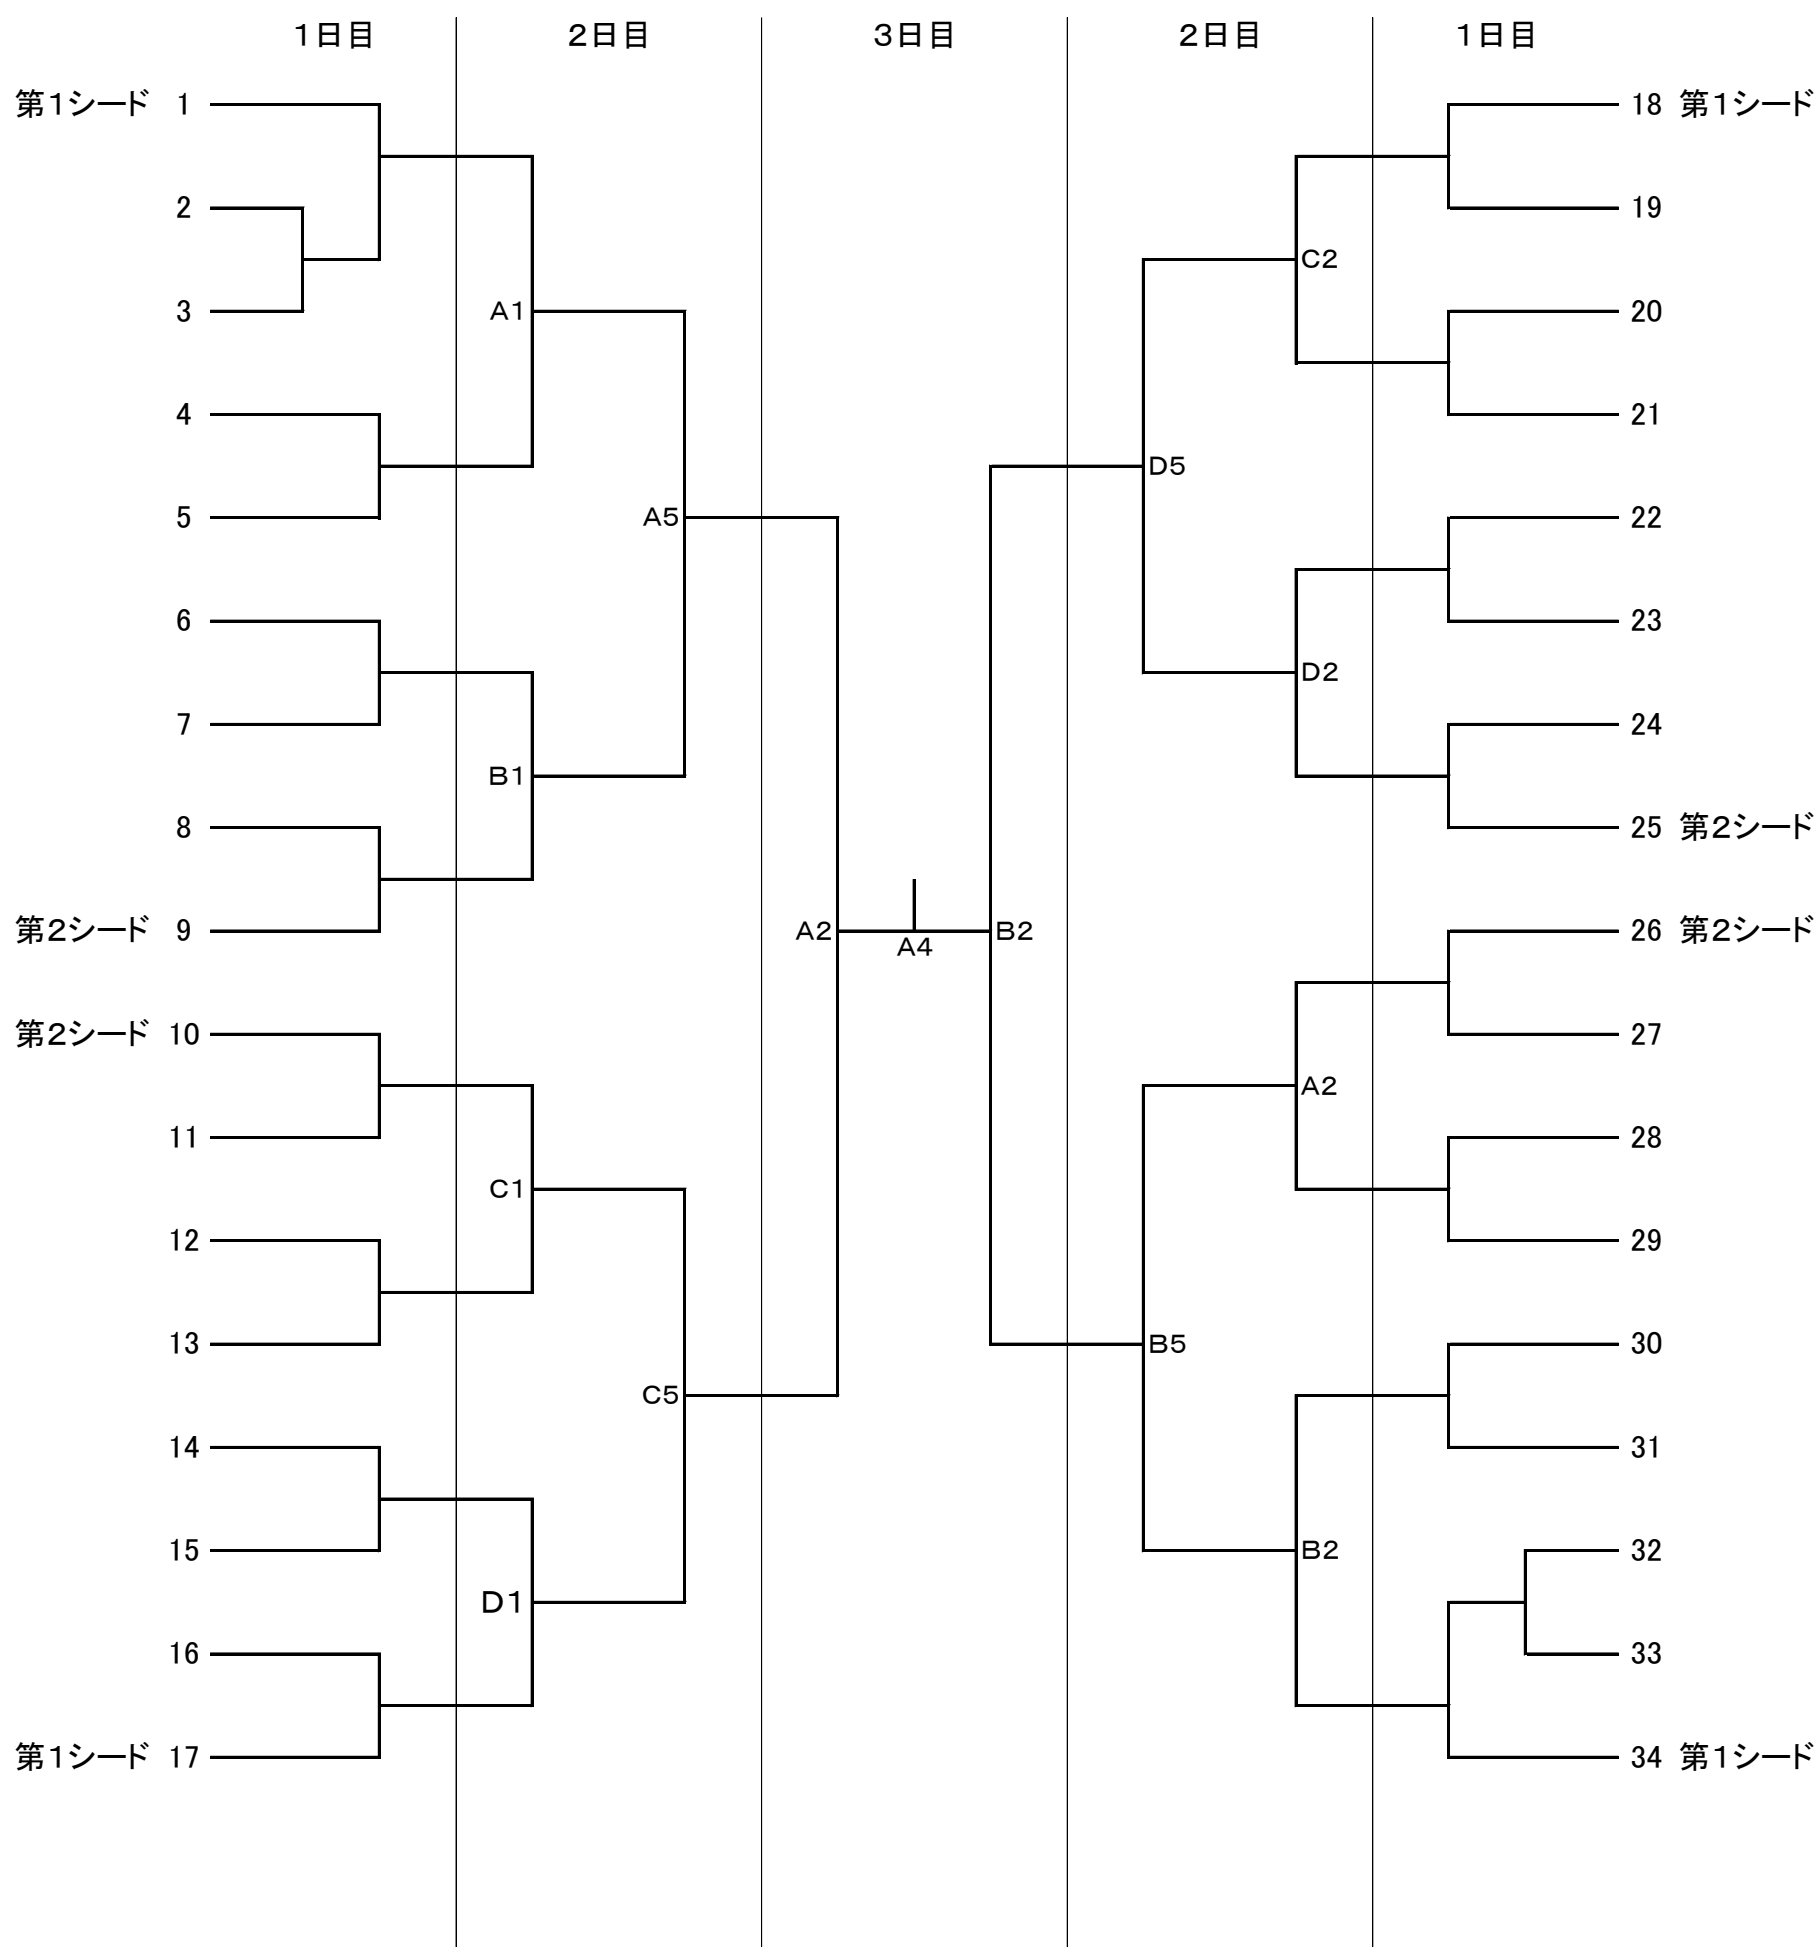 1日目 2日目 3日目 2日目 1日目
第1シード 1 18 第1シード
2 19
C2
3 A1 20
4 21
D5
5 A5 22
6 23
D2
7 24
B1
8 25 第2シード
第2シード 9 A2 B2 26 第2シード
A4
第2シード 10 27
A2
11 28
C1
12 29
13 B5 30
C5
14 31
15 B2 32
D1
16 33
第1シード 17 34 第1シード